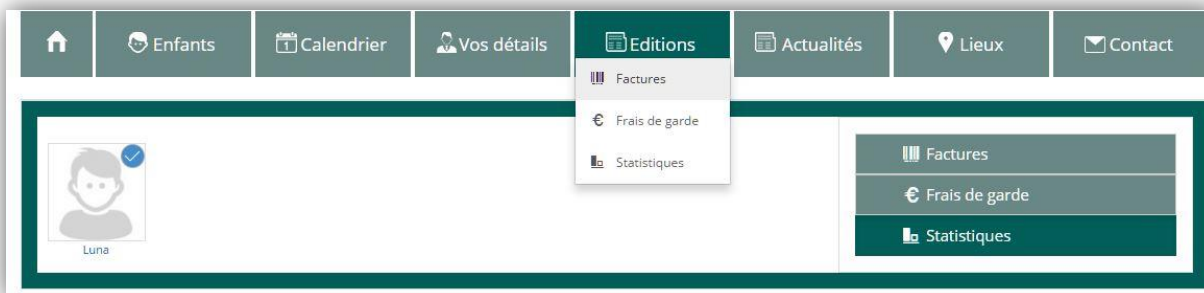 Enfants
Calendrier
Vos détails
Editions
Actualités
Lieux
Contact
Factures
€ Frais de garde
Statistiques
Luna
Factures
€ Frais de garde
Statistiques